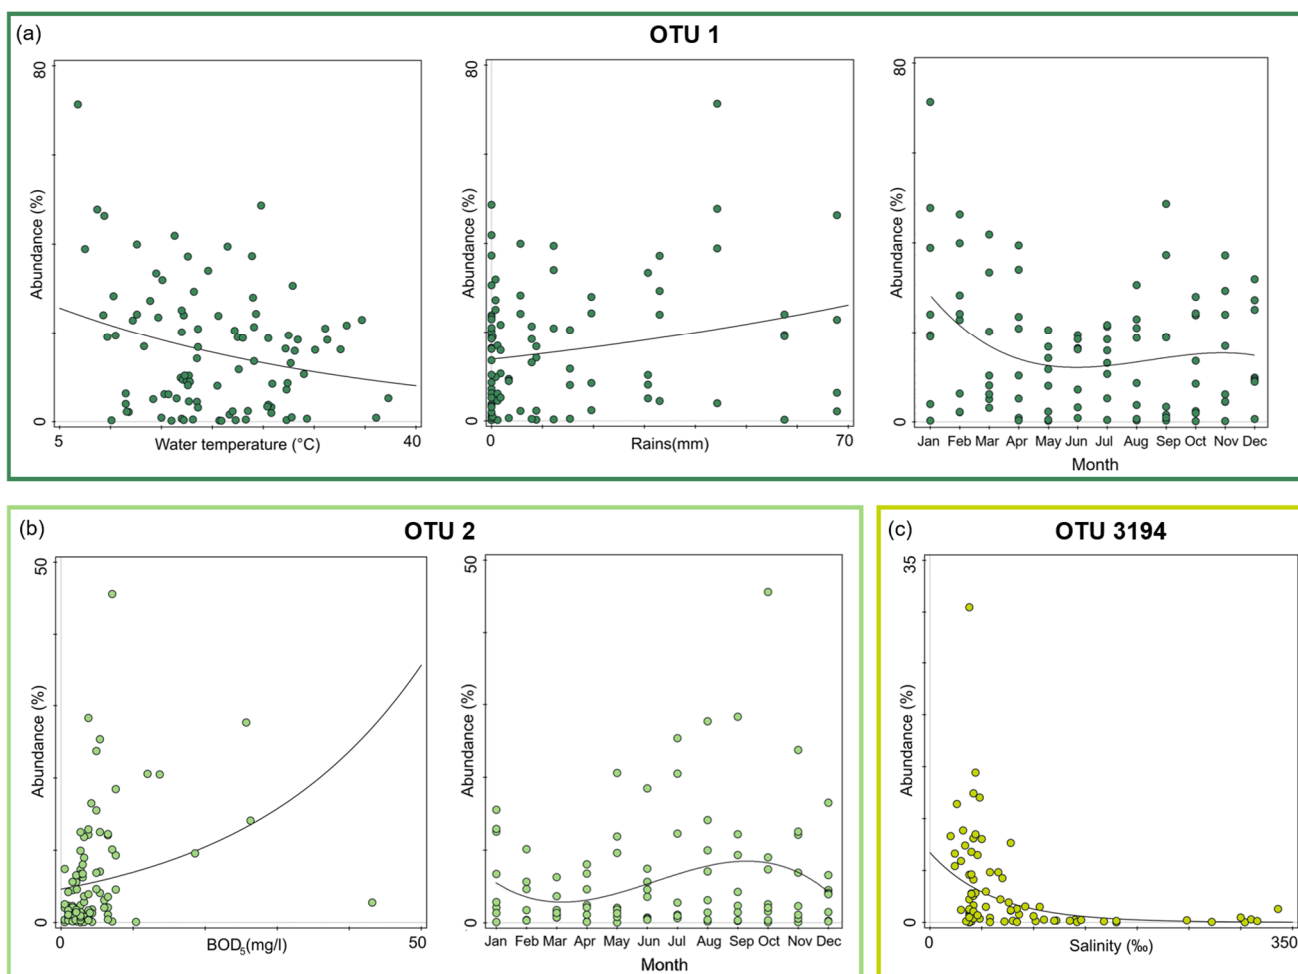 (a)
OTU 1
80
Abundance (%)
0
5
Water temperature (°C)
40
Abundance (%)
80
0
0
Rains(mm)
70
80
Abundance (%)
0
Jan Feb Mar Apr May Jun Jul Aug Sep Oct Nov Dec
Month
(b)
OTU 2
50
Abundance (%)
0
0
BOD5(mg/l)
50
50
Abundance (%)
0
Jan Feb Mar Apr May Jun Jul Aug Sep Oct Nov Dec
Month
(c)
OTU 3194
35
Abundance (%)
0
0
Salinity (‰)
350